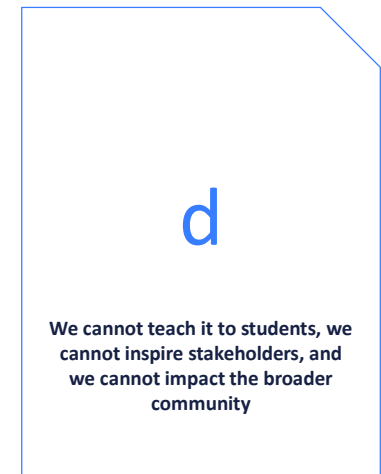 d
We cannot teach it to students, we
cannot inspire stakeholders, and
we cannot impact the broader
community